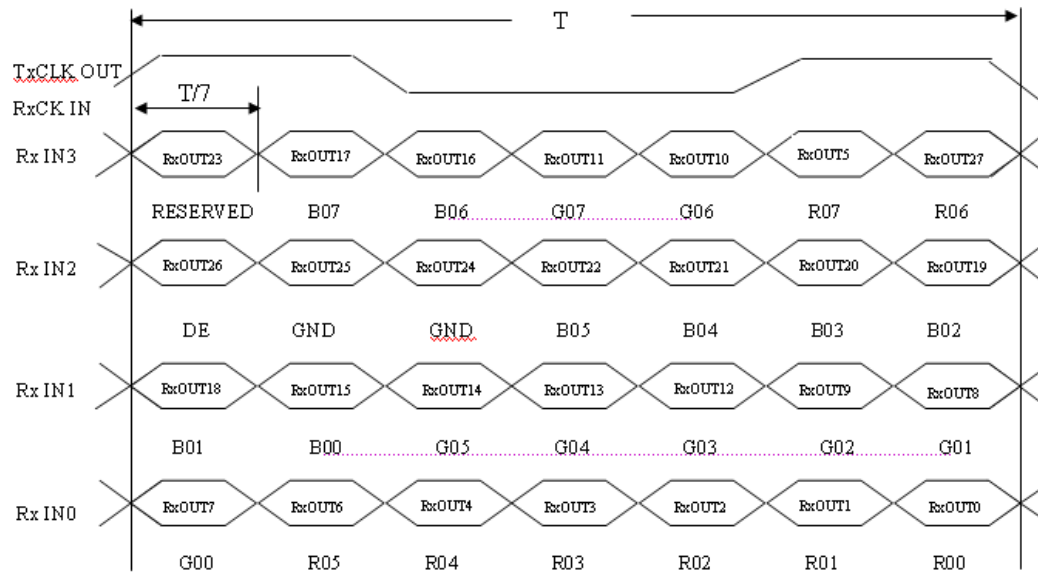 T
TxCLK OUT
T/7
RxCK IN
Rx IN3 RxOUT23 RxOUT17 RxOUT16 RxOUT11 RxOUT10 RxOUT5 RxOUT27
RESERVED B07 B06 G07 G06 R07 R06
Rx IN2 RxOUT26 RxOUT25 RxOUT24 RxOUT22 RxOUT21 RxOUT20 RxOUT19
DE GND GND B05 B04 B03 B02
Rx IN1 RxOUT18 RxOUT15 RxOUT14 RxOUT13 RxOUT12 RxOUT9 RxOUT8
B01 B00 G05 G04 G03 G02 G01
Rx IN0 RxOUT7 RxOUT6 RxOUT4 RxOUT3 RxOUT2 RxOUT1 RxOUT0
G00 R05 R04 R03 R02 R01 R00